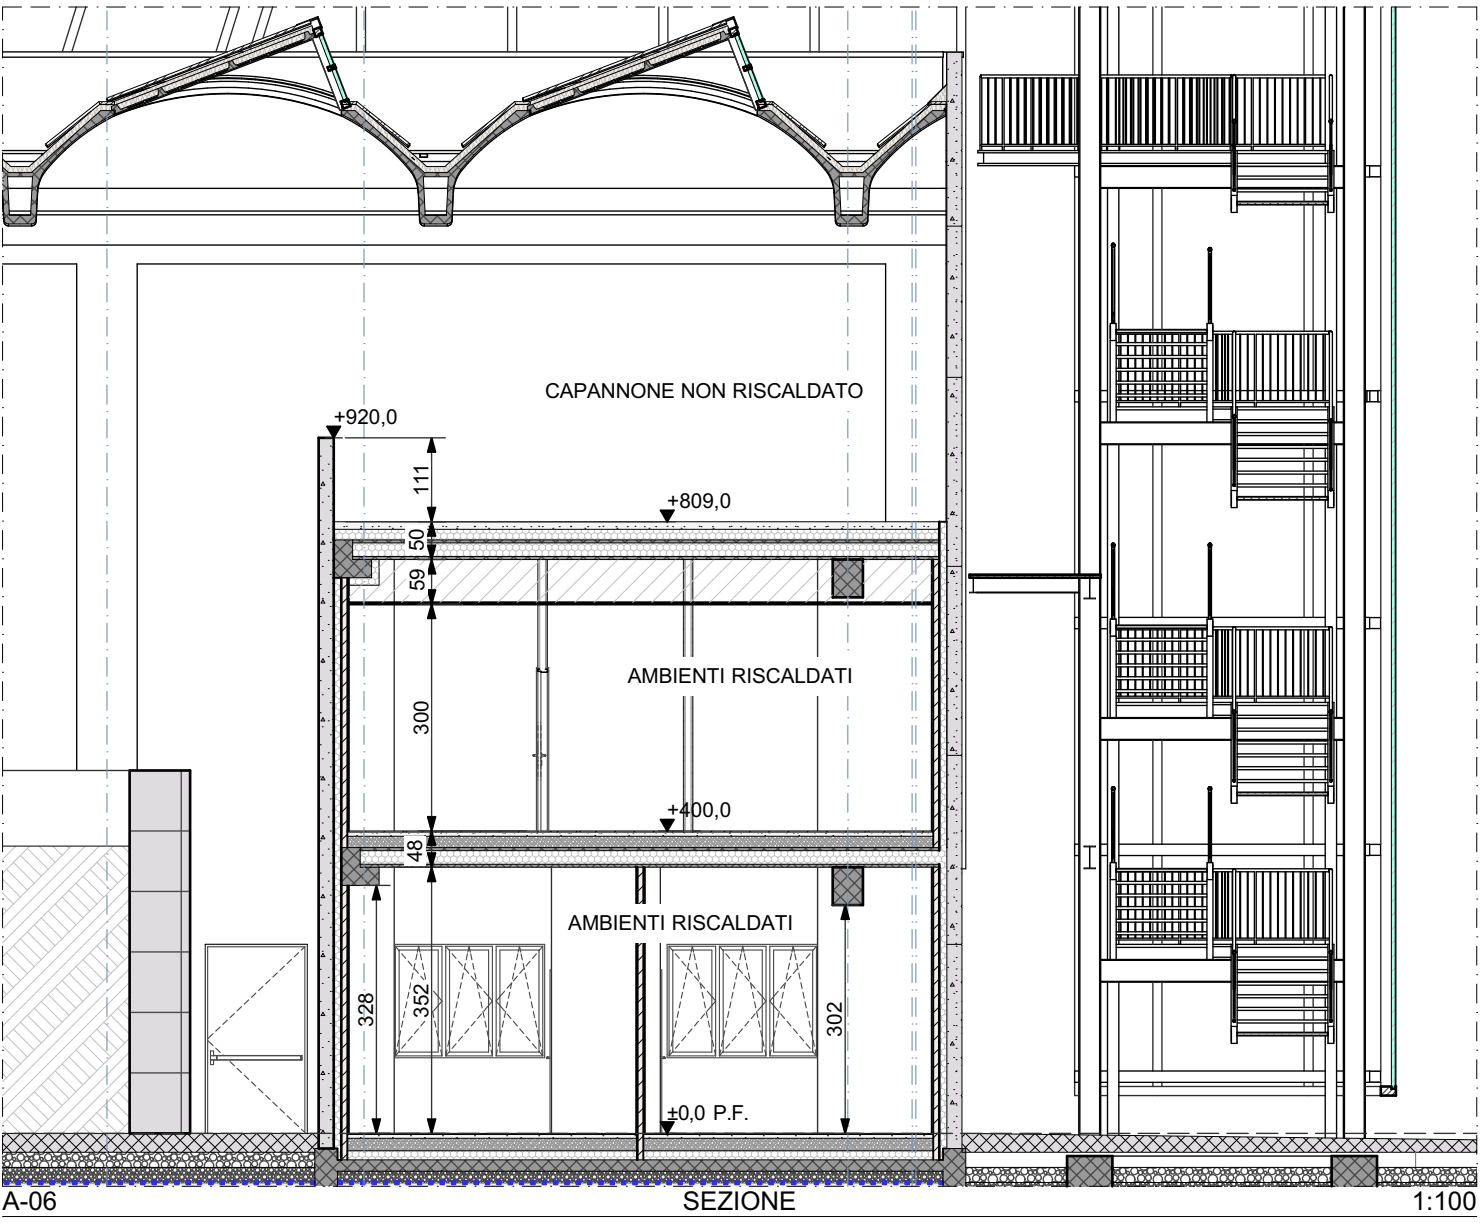 CAPANNONE NON RISCALDATO
+920,0
111
+809,0
50
59
AMBIENTI RISCALDATI
300
+400,0
48
AMBIENTI RISCALDATI
328
352
302
±0,0 P.F.
A-06
SEZIONE
1:100